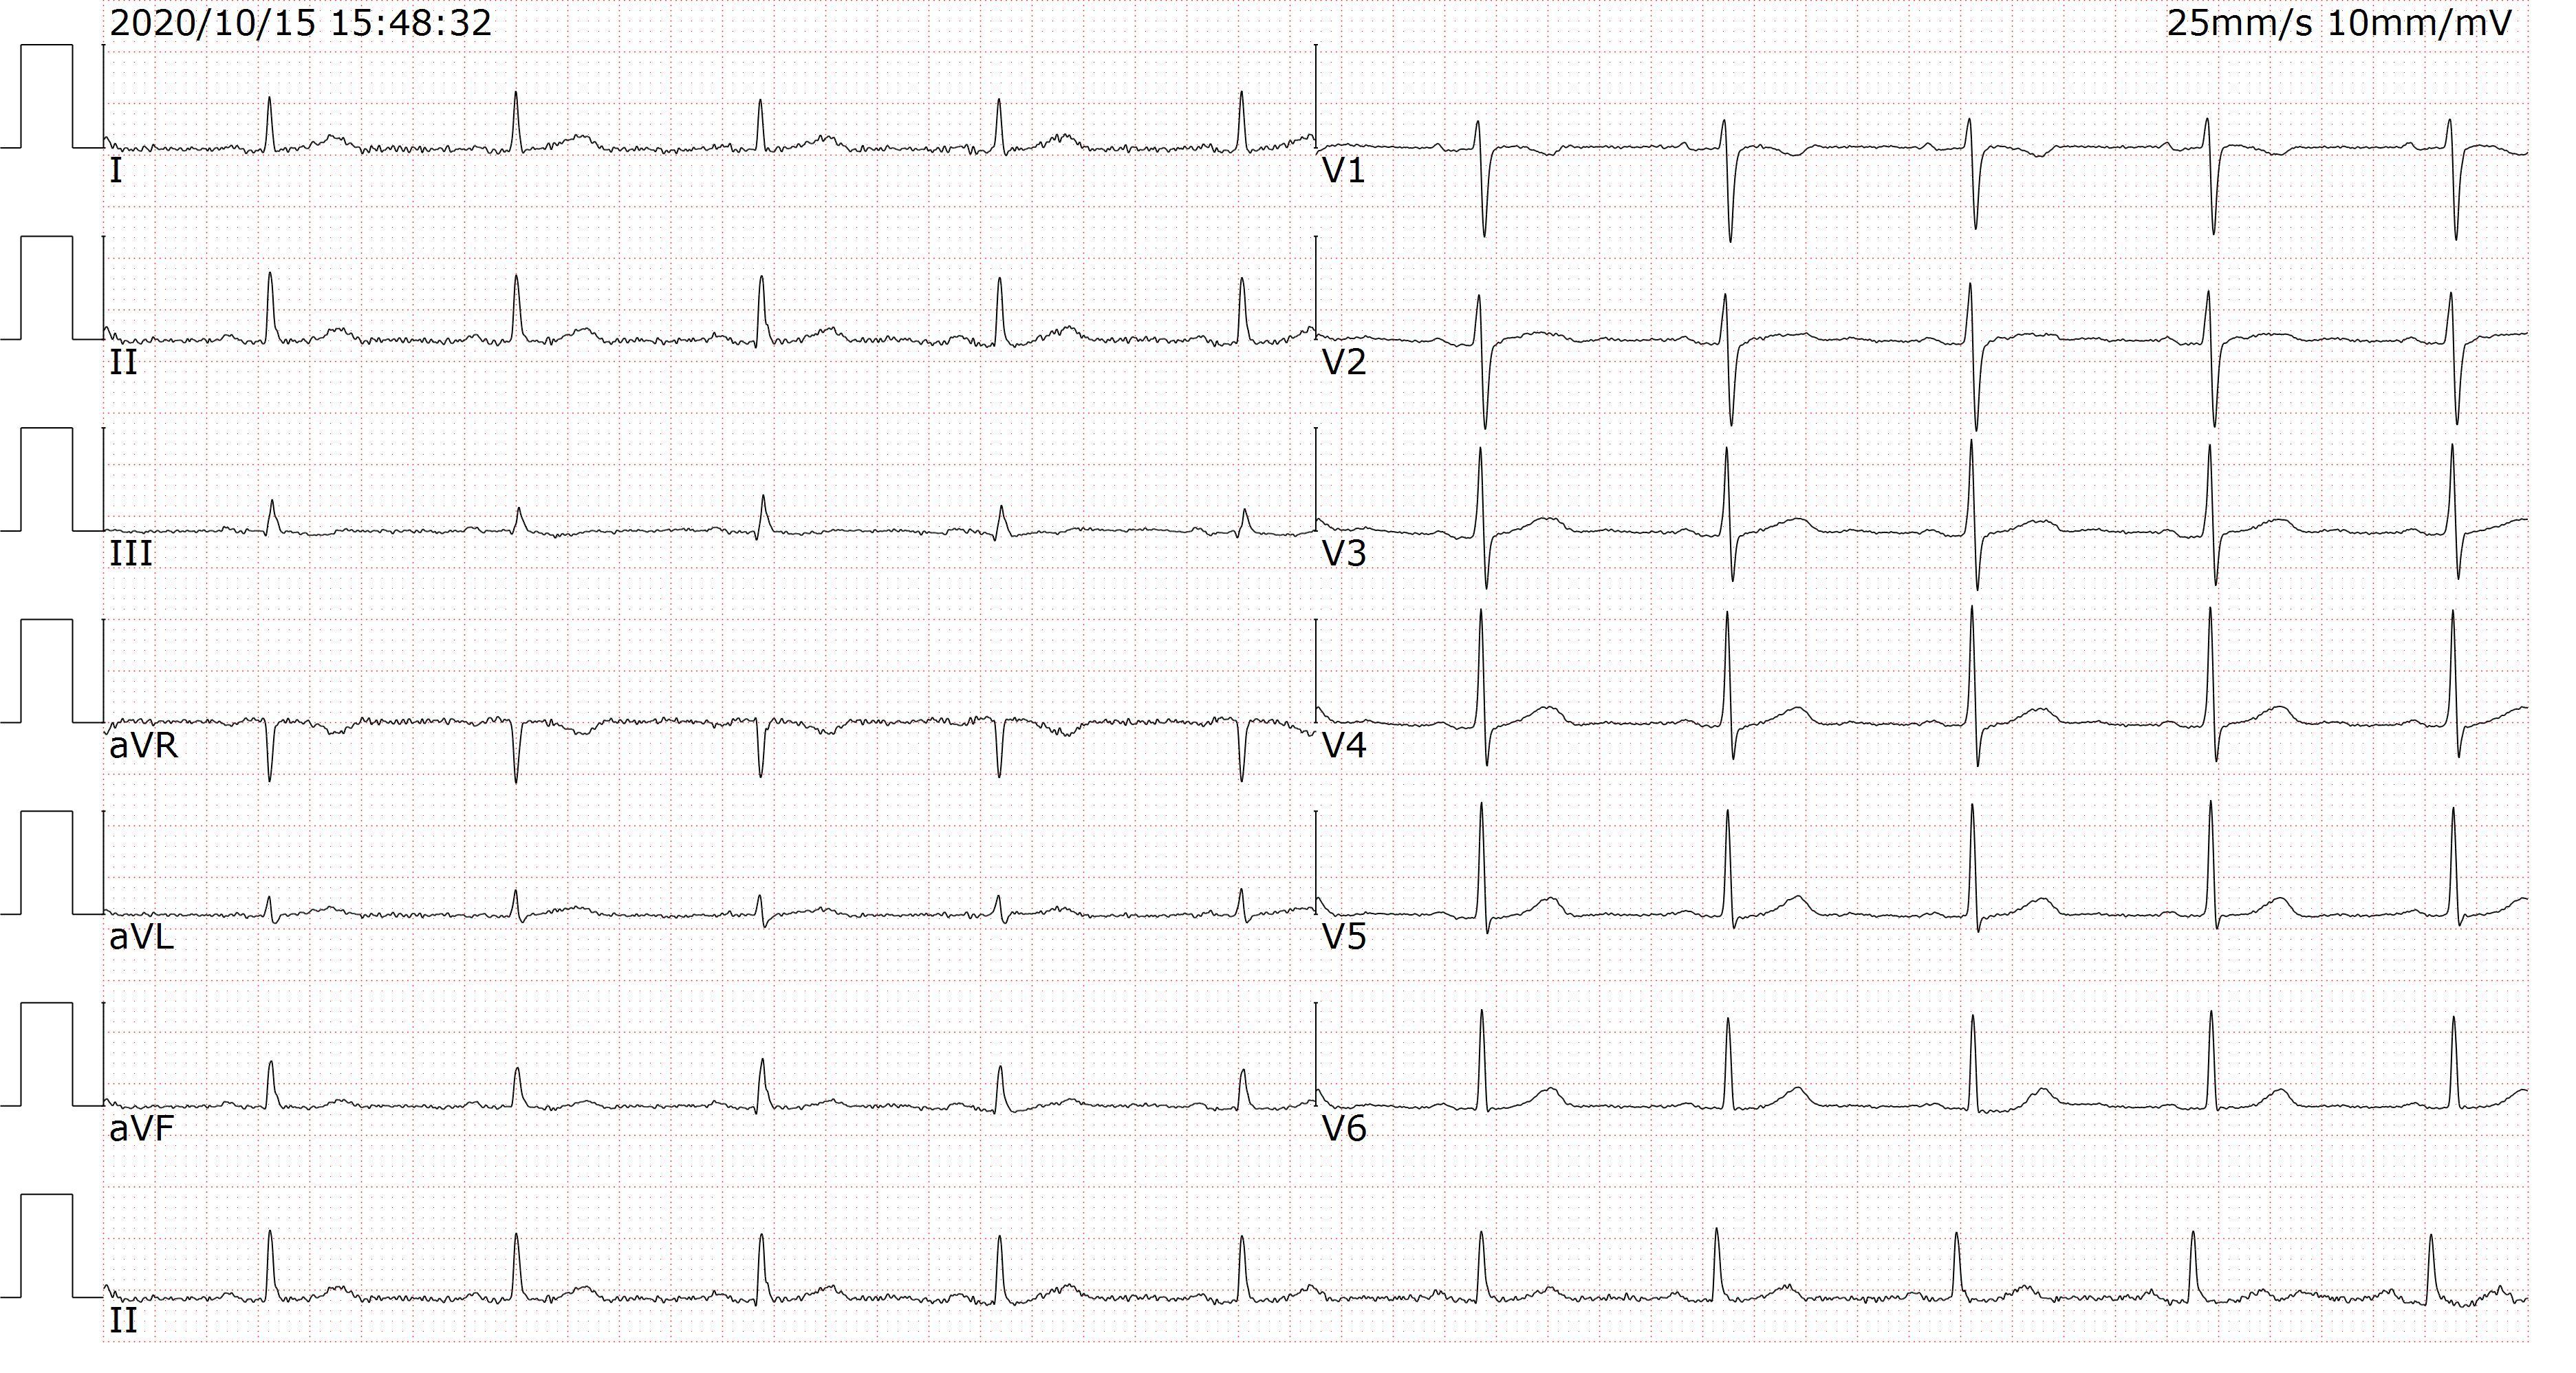 2020/10/15 15:48:32 25mm/s 10mm/mV
I V1
II V2
III V3
aVR V4
aVL V5
aVF V6
II